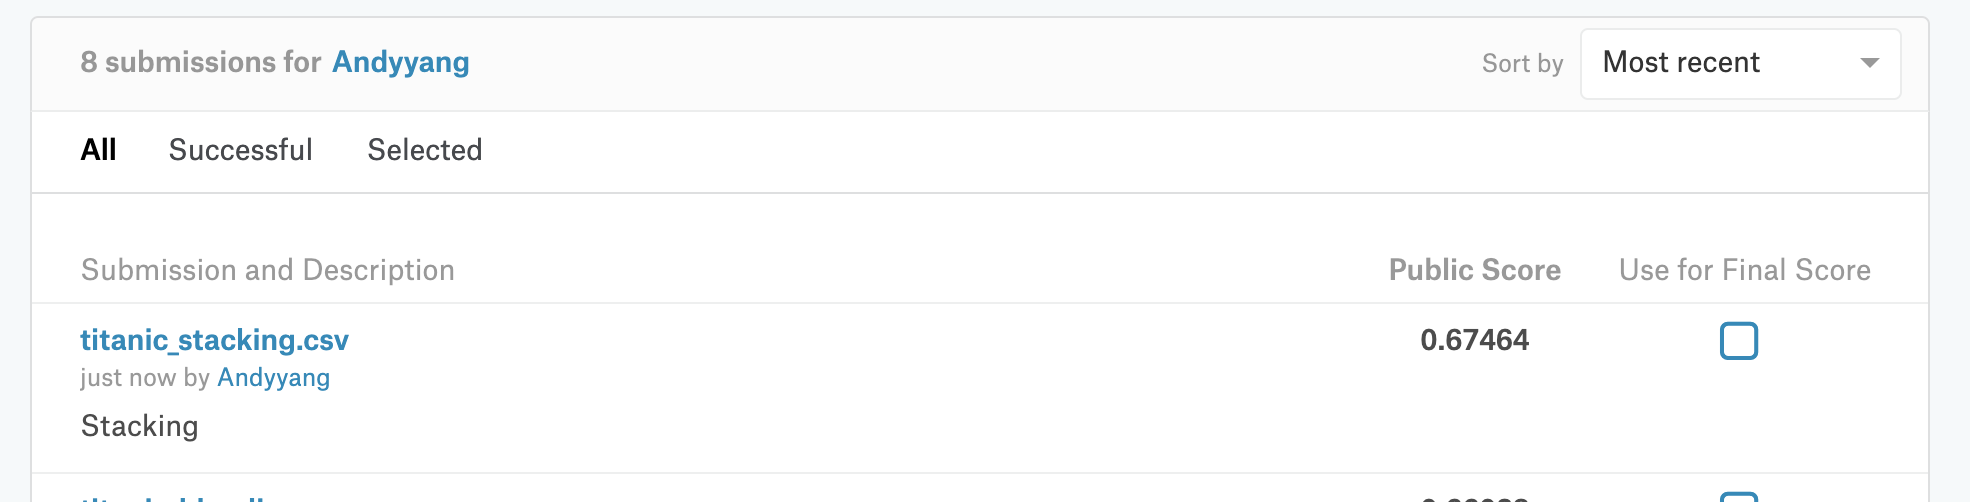 8 submissions for Andyyang
Sort by Most recent
All Successful Selected
Submission and Description Public Score Use for Final Score
titanic_stacking.csv 0.67464
just now by Andyyang
Stacking